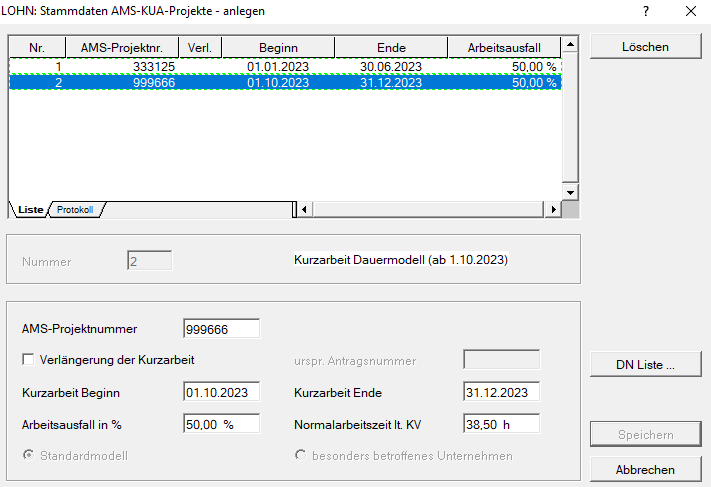 LOHN: Stammdaten AMS-KUA-Projekte - anlegen ?
Nr. AMS-Projektnr. Verl. Beginn Ende Arbeitsausfall
1 333125 01.01.2023 30.06.2023 50,00 %
2 999666 01.10.2023 31.12.2023 50,00 %
Liste Protokoll
Löschen
Nummer 2 Kurzarbeit Dauermodell (ab 1.10.2023)
AMS-Projektnummer 999666
Verlängerung der Kurzarbeit urspr. Antragsnummer
Kurzarbeit Beginn 01.10.2023 Kurzarbeit Ende 31.12.2023
Arbeitsausfall in % 50,00 % Normalarbeitszeit lt. KV 38,50 h
Standardmodell besonders betroffenes Unternehmen
DN Liste ...
Speichern
Abbrechen